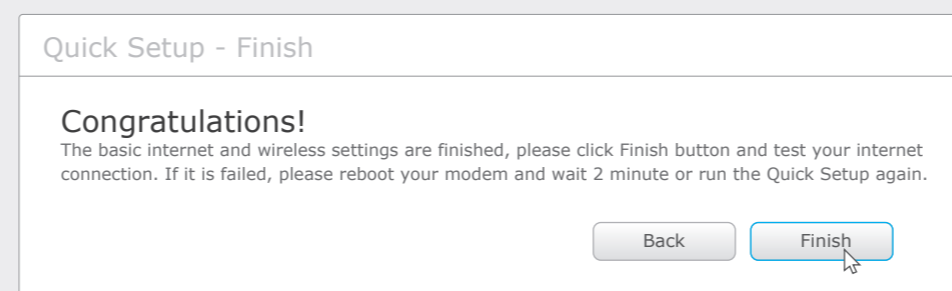 Quick Setup - Finish
Congratulations!
The basic internet and wireless settings are finished, please click Finish button and test your internet
connection. If it is failed, please reboot your modem and wait 2 minute or run the Quick Setup again.
Back
Finish